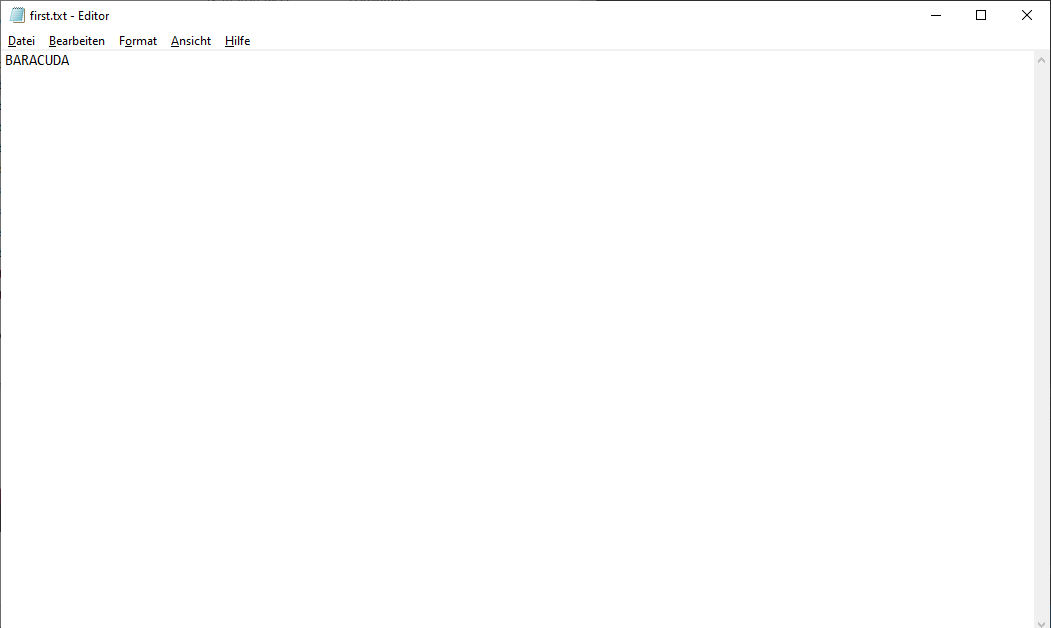 first.txt - Editor
Datei Bearbeiten Format Ansicht Hilfe
BARACUDA